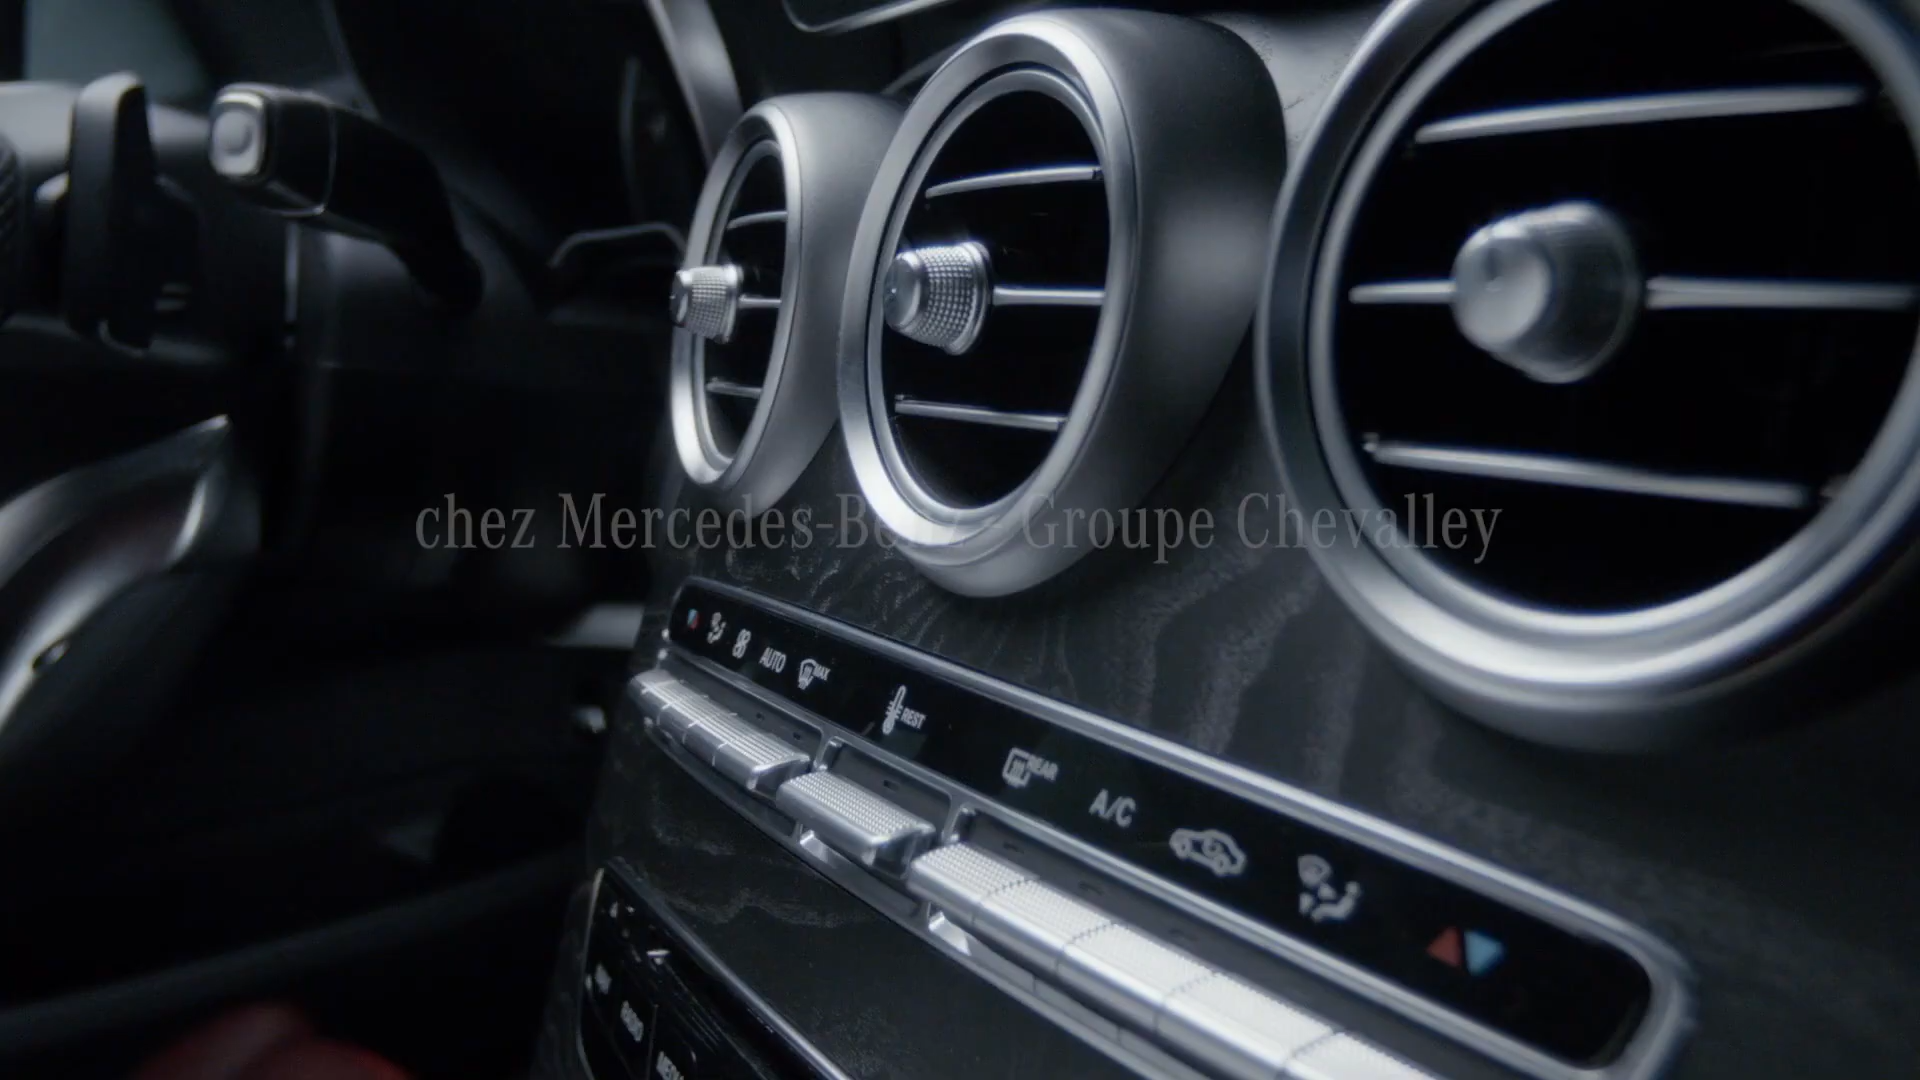 chez Mercedes-Benz - Groupe Chevalley
AUTO
MAX
REST
REAR
A/C